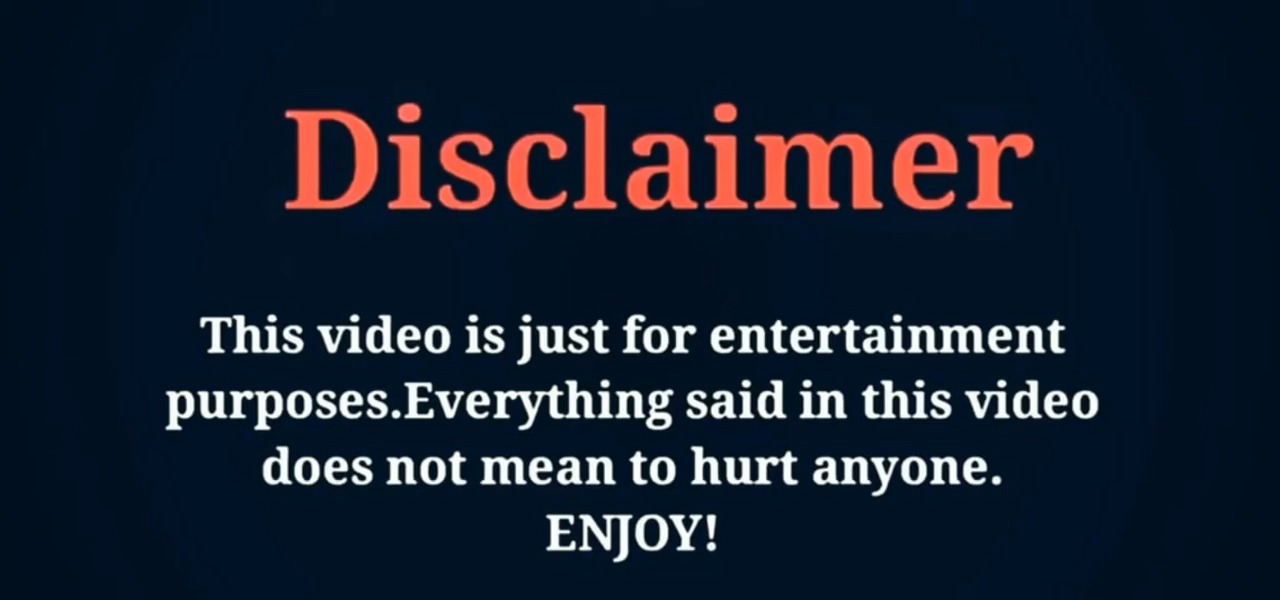 Disclaimer
This video is just for entertainment
purposes.Everything said in this video
does not mean to hurt anyone.
ENJOY!